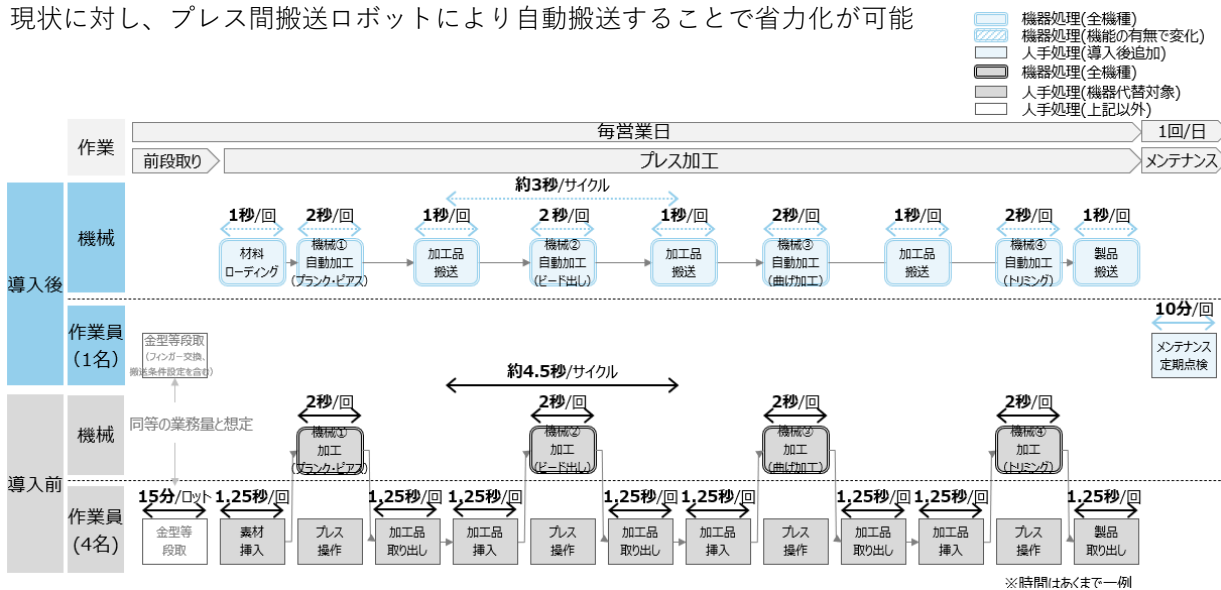 現状に対し、プレス間搬送ロボットにより自動搬送することで省力化が可能
機器処理(全機種)
機器処理(機能の有無で変化)
人手処理(導入後追加)
機器処理(全機種)
人手処理(機器代替対象)
人手処理(上記以外)
作業
毎営業日
1回/日
前段取り
プレス加工
メンテナンス
導入後
機械
約3秒/サイクル
1秒/回
2秒/回
1秒/回
2秒/回
1秒/回
2秒/回
1秒/回
2秒/回
1秒/回
材料
ローディング
機械①
自動加工
(ブランク・ピアス)
加工品
搬送
機械②
自動加工
(ビード出し)
加工品
搬送
機械③
自動加工
(曲げ加工)
加工品
搬送
機械④
自動加工
(トリミング)
製品
搬送
作業員
(1名)
金型等段取
(フィンガー交換、
搬送条件設定を含む)
10分/回
メンテナンス
定期点検
同等の業務量と想定
約4.5秒/サイクル
導入前
機械
2秒/回
2秒/回
2秒/回
2秒/回
機械①
加工
(ブランク・ピアス)
機械②
加工
(ビード出し)
機械③
加工
(曲げ加工)
機械④
加工
(トリミング)
作業員
(4名)
15分/ロット
1.25秒/回
1.25秒/回
1.25秒/回
1.25秒/回
1.25秒/回
1.25秒/回
1.25秒/回
1.25秒/回
金型等
段取
素材
挿入
プレス
操作
加工品
取り出し
加工品
挿入
プレス
操作
加工品
取り出し
加工品
挿入
プレス
操作
加工品
取り出し
加工品
挿入
プレス
操作
製品
取り出し
※時間はあくまで一例